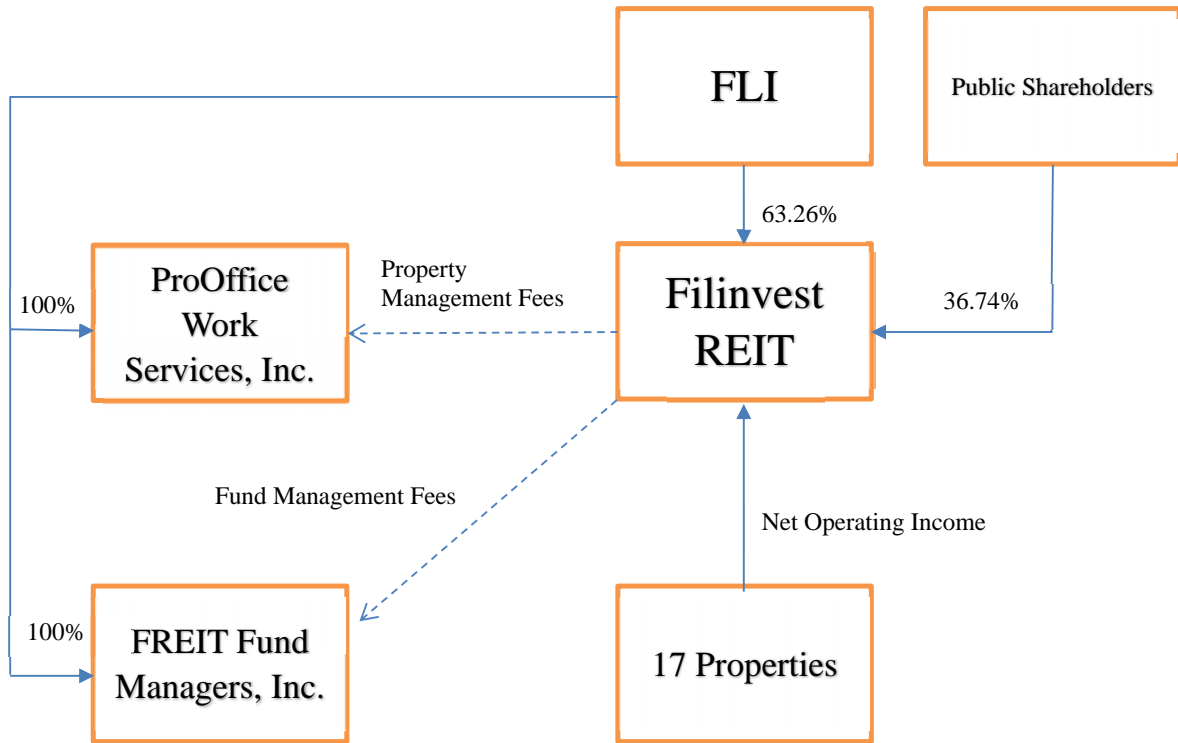 FLI
Public Shareholders
63.26%
ProOffice
Work
Services, Inc.
100%
Property
Management Fees
Filinvest
REIT
36.74%
Fund Management Fees
Net Operating Income
100%
FREIT Fund
Managers, Inc.
17 Properties